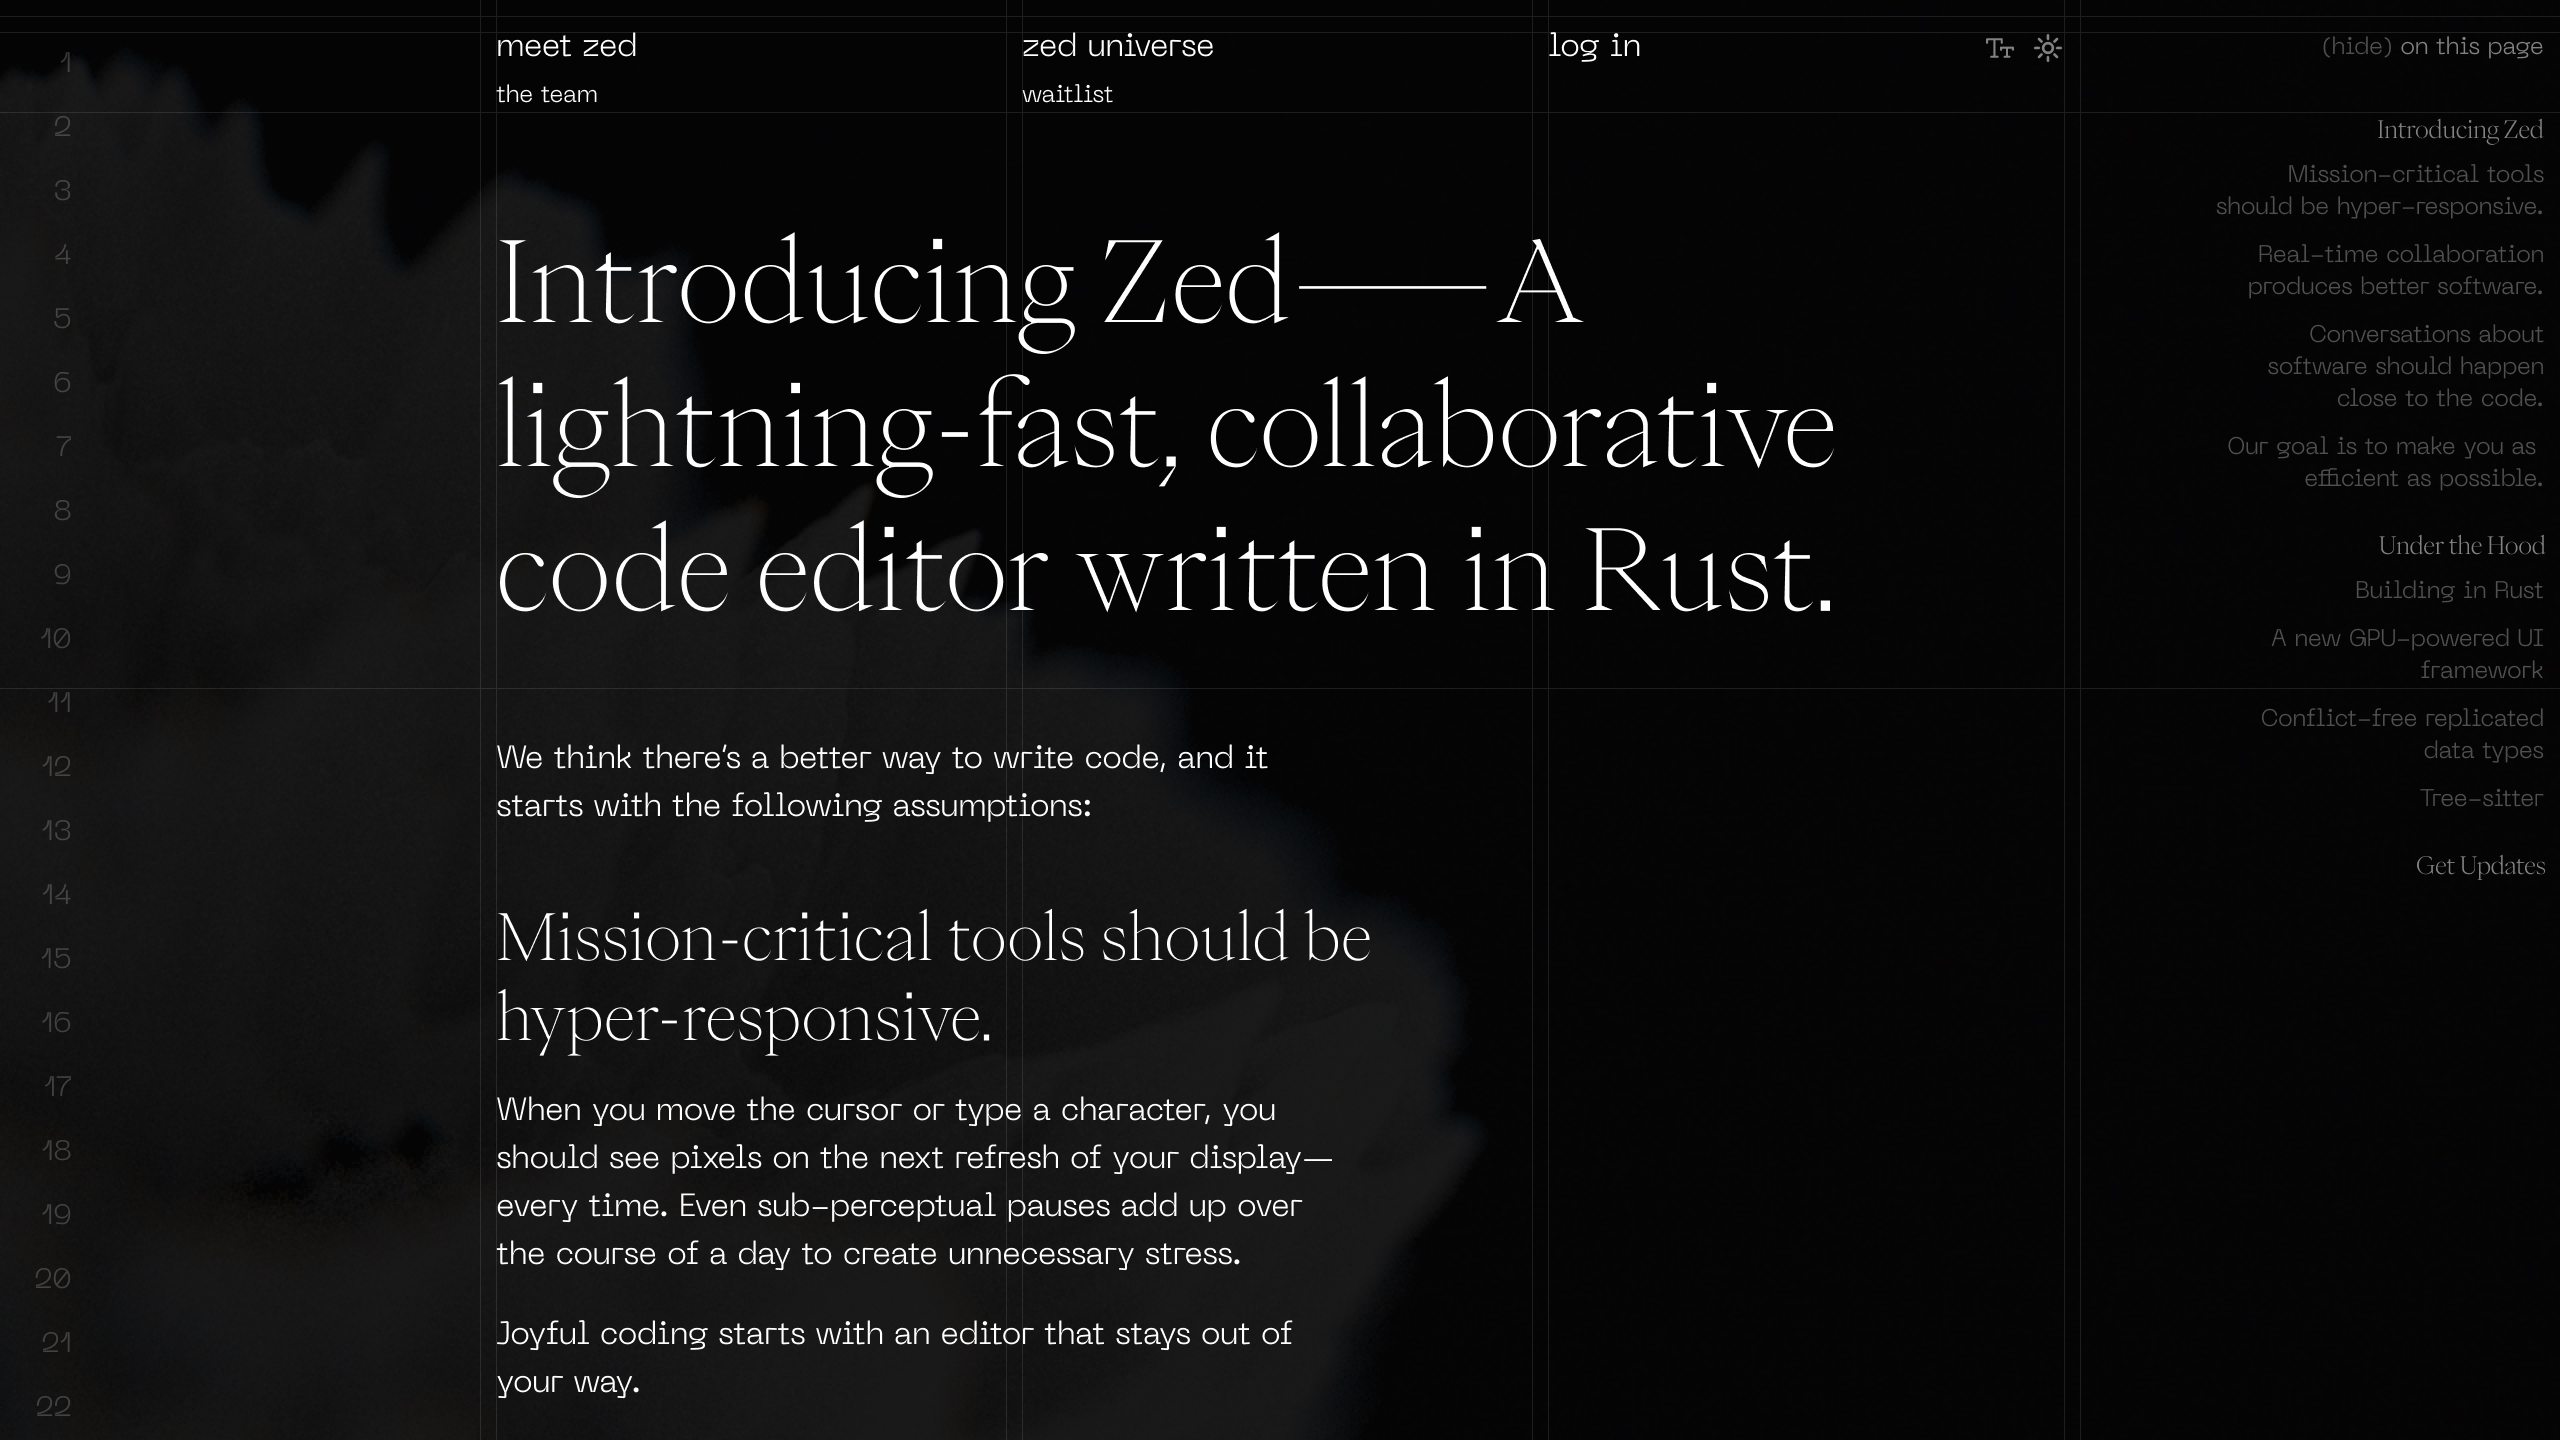 meet zed
the team
zed universe
waitlist
log in
Tт
(hide) on this page
1
2
3
4
5
6
7
8
9
10
11
12
13
14
15
16
17
18
19
20
21
22
Introducing Zed——A
lightning-fast, collaborative
code editor written in Rust.
We think there's a better way to write code, and it
starts with the following assumptions:
Mission-critical tools should be
hyper-responsive.
When you move the cursor or type a character, you
should see pixels on the next refresh of your display—
every time. Even sub-perceptual pauses add up over
the course of a day to create unnecessary stress.
Joyful coding starts with an editor that stays out of
your way.
Introducing Zed
Mission-critical tools
should be hyper-responsive.
Real-time collaboration
produces better software.
Conversations about
software should happen
close to the code.
Our goal is to make you as
efficient as possible.
Under the Hood
Building in Rust
A new GPU-powered UI
framework
Conflict-free replicated
data types
Tree-sitter
Get Updates